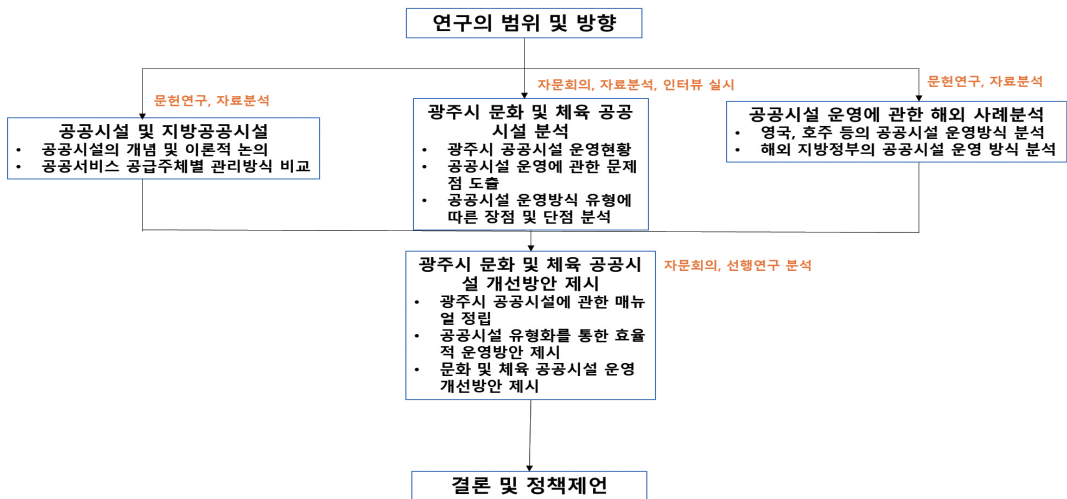 연구의 범위 및 방향
문헌연구, 자료분석
공공시설 및 지방공공시설
• 공공시설의 개념 및 이론적 논의
• 공공서비스 공급주체별 관리방식 비교
자문회의, 자료분석, 인터뷰 실시
광주시 문화 및 체육 공공
시설 분석
• 광주시 공공시설 운영현황
• 공공시설 운영에 관한 문제
점 도출
• 공공시설 운영방식 유형에
따른 장점 및 단점 분석
문헌연구, 자료분석
공공시설 운영에 관한 해외 사례분석
• 영국, 호주 등의 공공시설 운영방식 분석
• 해외 지방정부의 공공시설 운영 방식 분석
광주시 문화 및 체육 공공시
설 개선방안 제시
• 광주시 공공시설에 관한 매뉴
얼 정립
• 공공시설 유형화를 통한 효율
적 운영방안 제시
• 문화 및 체육 공공시설 운영
개선방안 제시
자문회의, 선행연구 분석
결론 및 정책제언